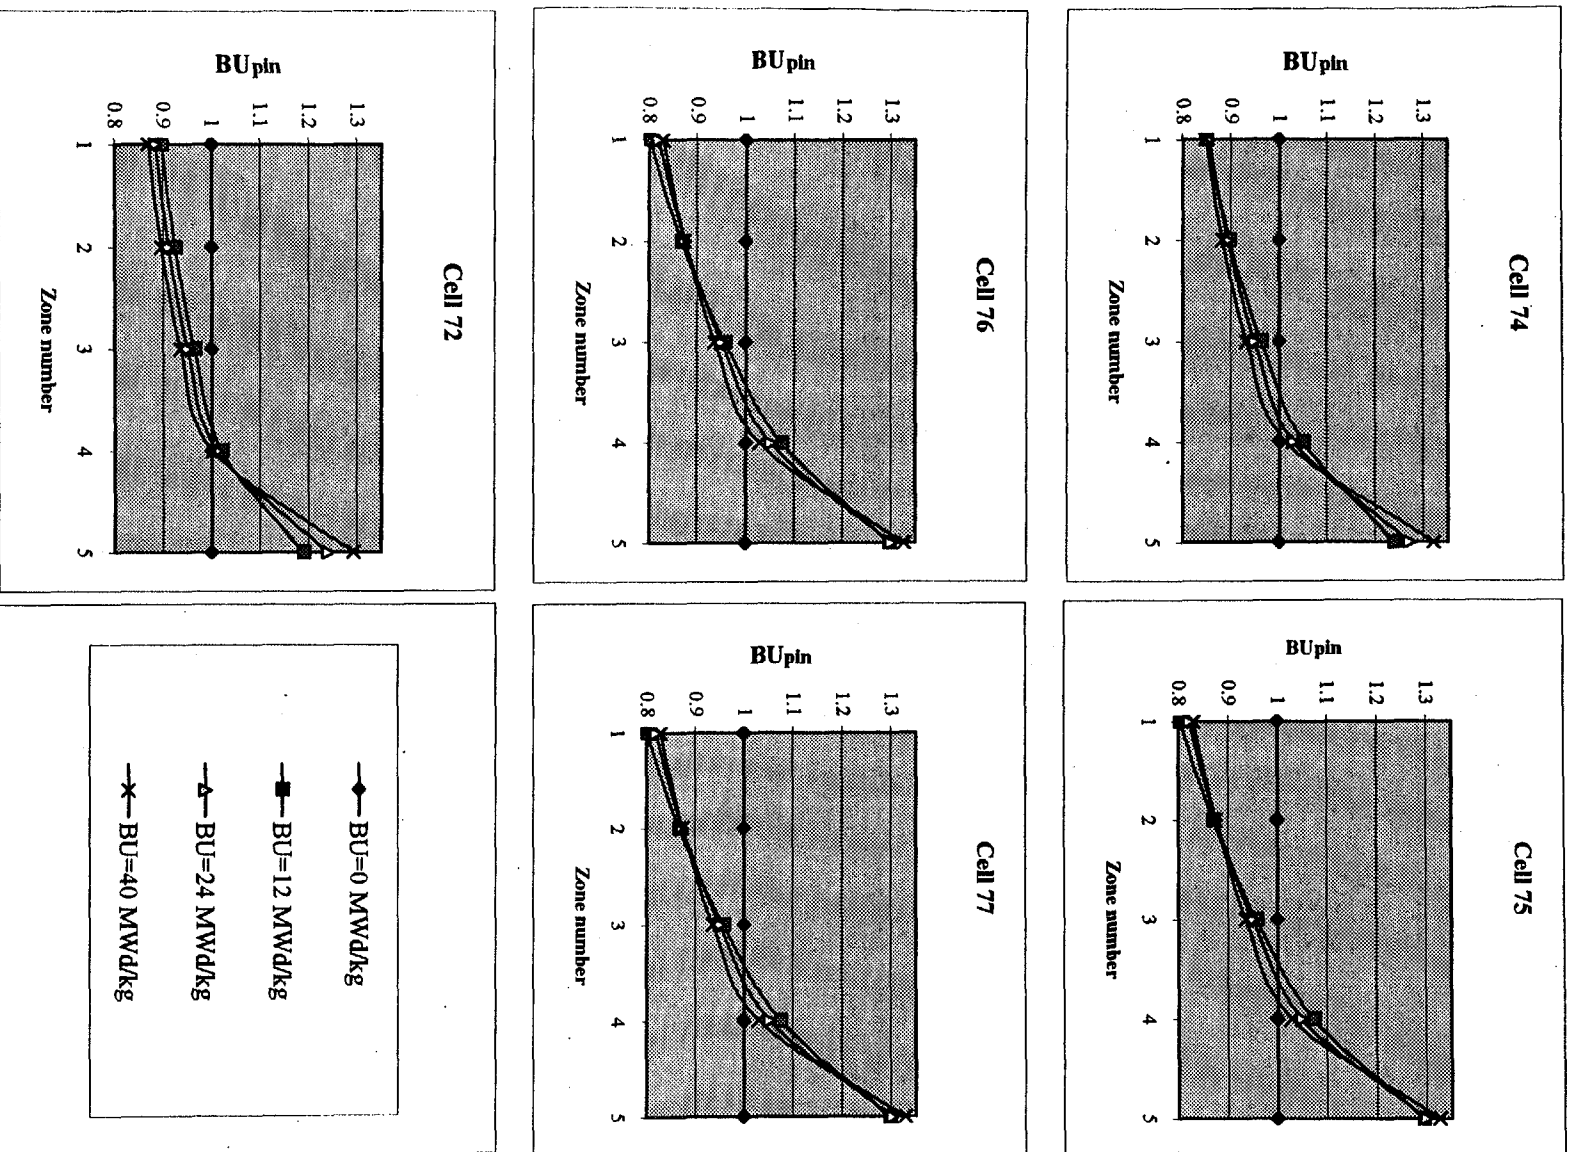 Cell 74
BUpin
1.3
1.2
1.1
1
0.9
0.8
1 2 3 4 5
Zone number
Cell 75
BUpin
1.3
1.2
1.1
1
0.9
0.8
1 2 3 4 5
Zone number
Cell 76
BUpin
1.3
1.2
1.1
1
0.9
0.8
1 2 3 4 5
Zone number
Cell 77
BUpin
1.3
1.2
1.1
1
0.9
0.8
1 2 3 4 5
Zone number
Cell 72
BUpin
1.3
1.2
1.1
1
0.9
0.8
1 2 3 4 5
Zone number
BU=0 MWd/kg
BU=12 MWd/kg
BU=24 MWd/kg
BU=40 MWd/kg